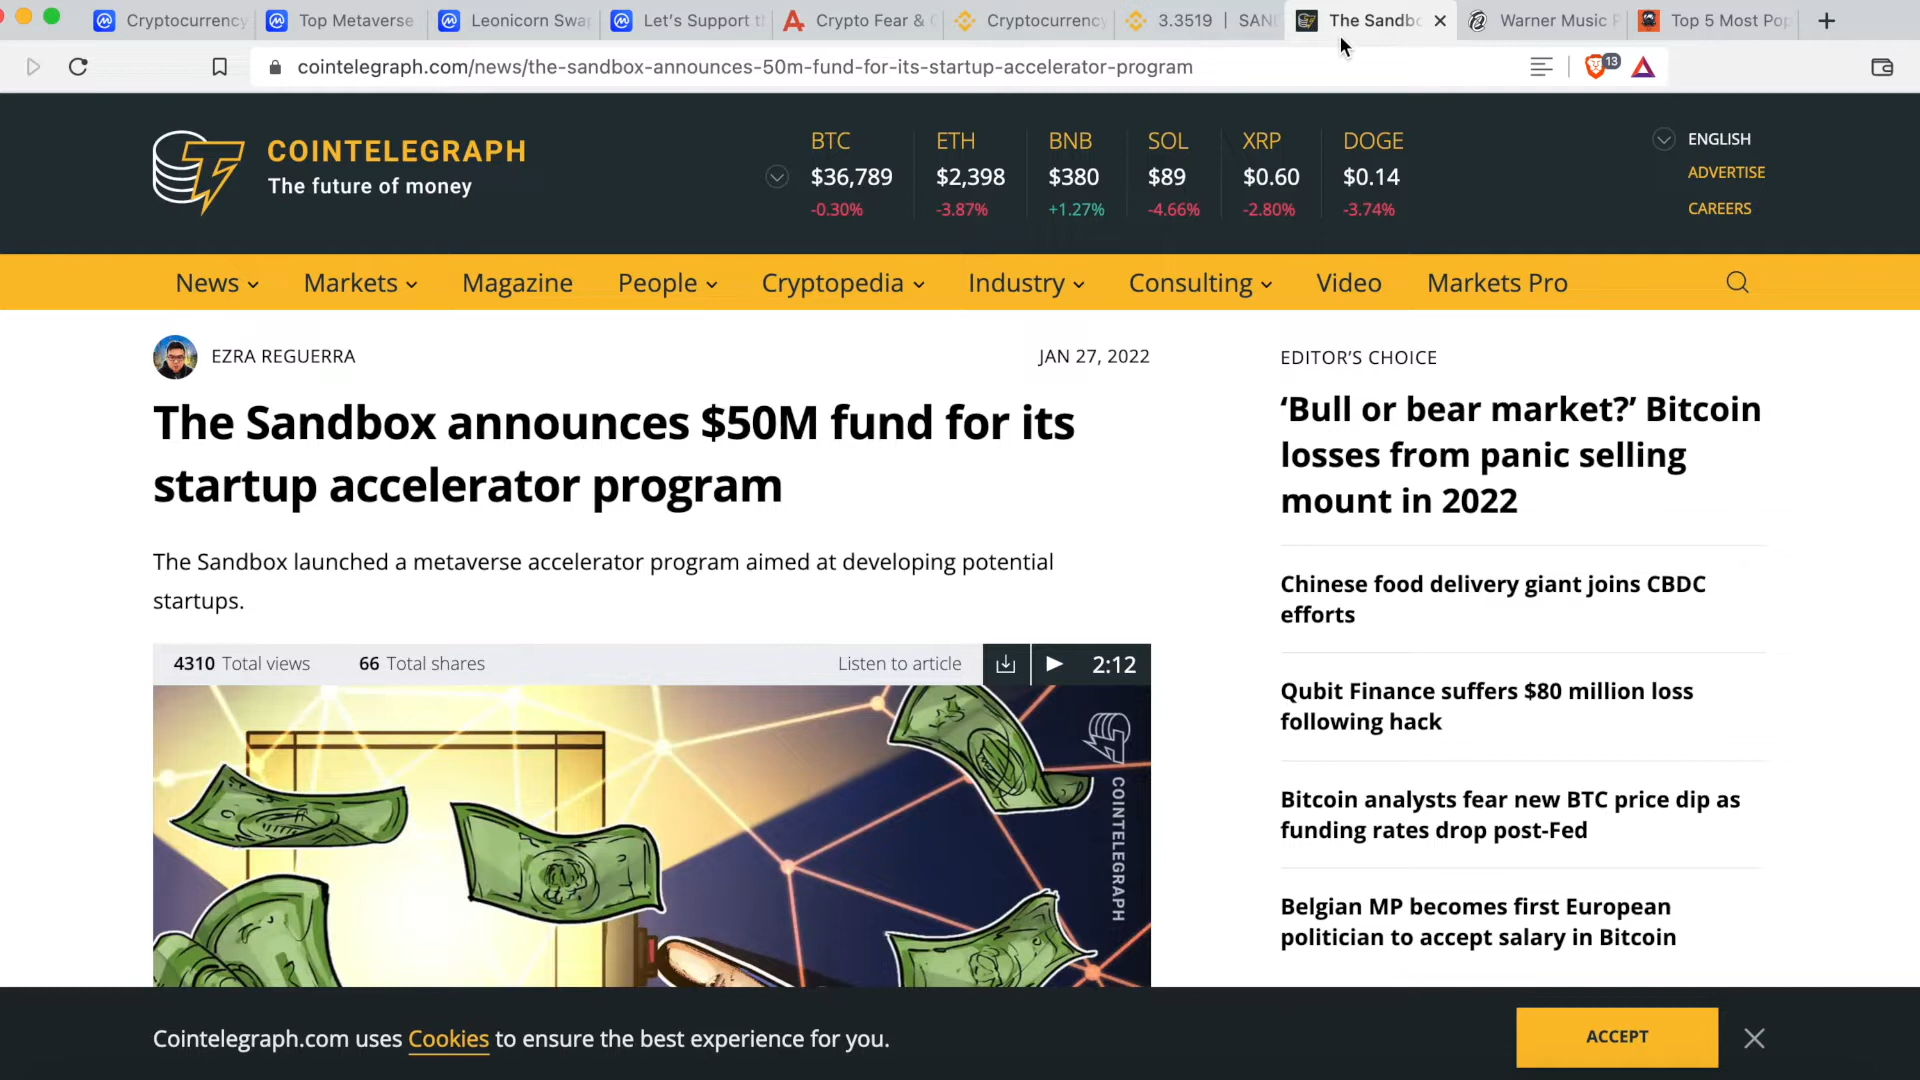 Cryptocurrency
Top Metaverse
Leonicorn Swa
Let's Support t
Crypto Fear &
Cryptocurrency
3.3519 | SAN
The Sandb
Warner Music
Top 5 Most Pop
cointelegraph.com/news/the-sandbox-announces-50m-fund-for-its-startup-accelerator-program
13
COINTELEGRAPH
The future of money
BTC ETH BNB SOL XRP DOGE
$36,789 $2,398 $380 $89 $0.60 $0.14
-0.30% -3.87% +1.27% -4.66% -2.80% -3.74%
ENGLISH
ADVERTISE
CAREERS
News Markets Magazine People Cryptopedia Industry Consulting Video Markets Pro
EZRA REGUERRA
JAN 27, 2022
The Sandbox announces $50M fund for its
startup accelerator program
The Sandbox launched a metaverse accelerator program aimed at developing potential
startups.
4310 Total views 66 Total shares Listen to article 2:12
COINTELEGRAPH
EDITOR'S CHOICE
‘Bull or bear market?’ Bitcoin
losses from panic selling
mount in 2022
Chinese food delivery giant joins CBDC
efforts
Qubit Finance suffers $80 million loss
following hack
Bitcoin analysts fear new BTC price dip as
funding rates drop post-Fed
Belgian MP becomes first European
politician to accept salary in Bitcoin
Cointelegraph.com uses Cookies to ensure the best experience for you.
ACCEPT